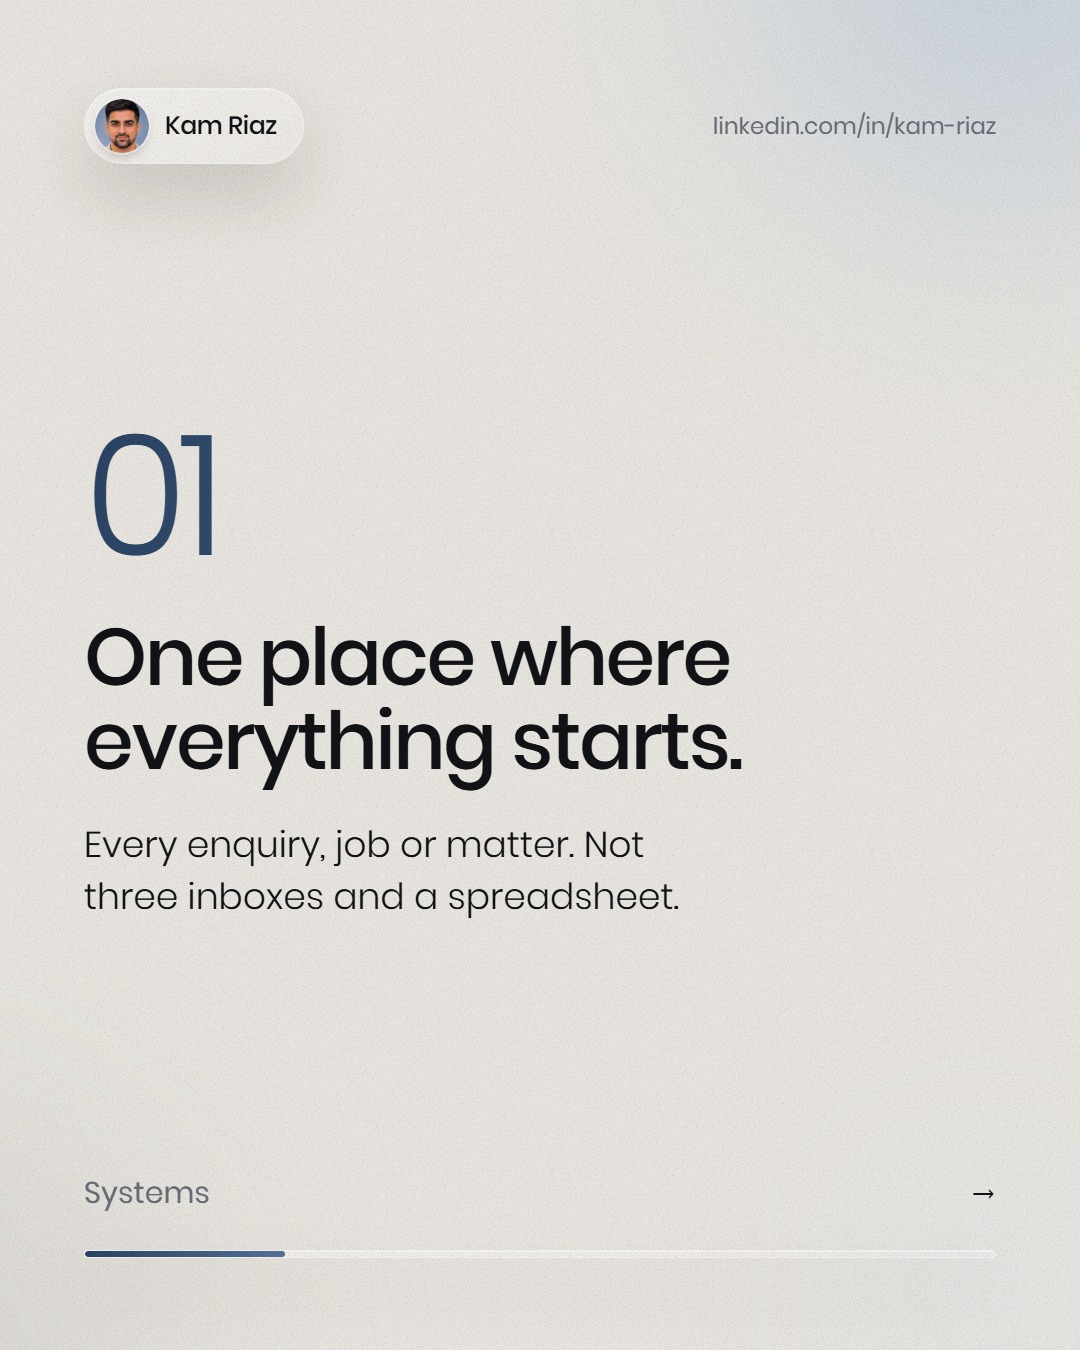 Kam Riaz
linkedin.com/in/kam-riaz
01
One place where
everything starts.
Every enquiry, job or matter. Not
three inboxes and a spreadsheet.
Systems
→